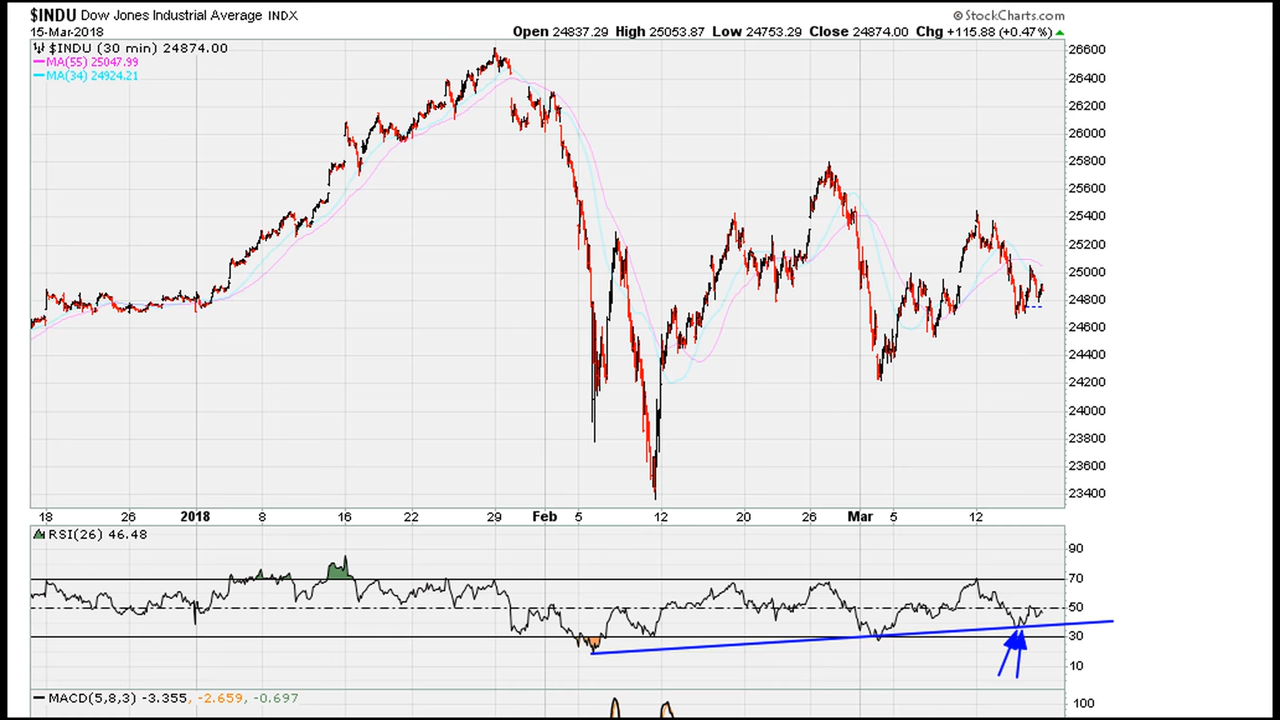 $INDU Dow Jones Industrial Average INDX
© StockCharts.com
15-Mar-2018
Open 24837.29 High 25053.87 Low 24753.29 Close 24874.00 Chg +115.88 (+0.47%)
$INDU (30 min) 24874.00
MA(55) 25047.99
MA(34) 24924.21
26600
26400
26200
26000
25800
25600
25400
25200
25000
24800
24600
24400
24200
24000
23800
23600
23400
18 26 2018 8 16 22 29 Feb 5 12 20 26 Mar 5 12
RSI(26) 46.48
90
70
50
30
10
MACD(5,8,3) -3.355, -2.659, -0.697
100